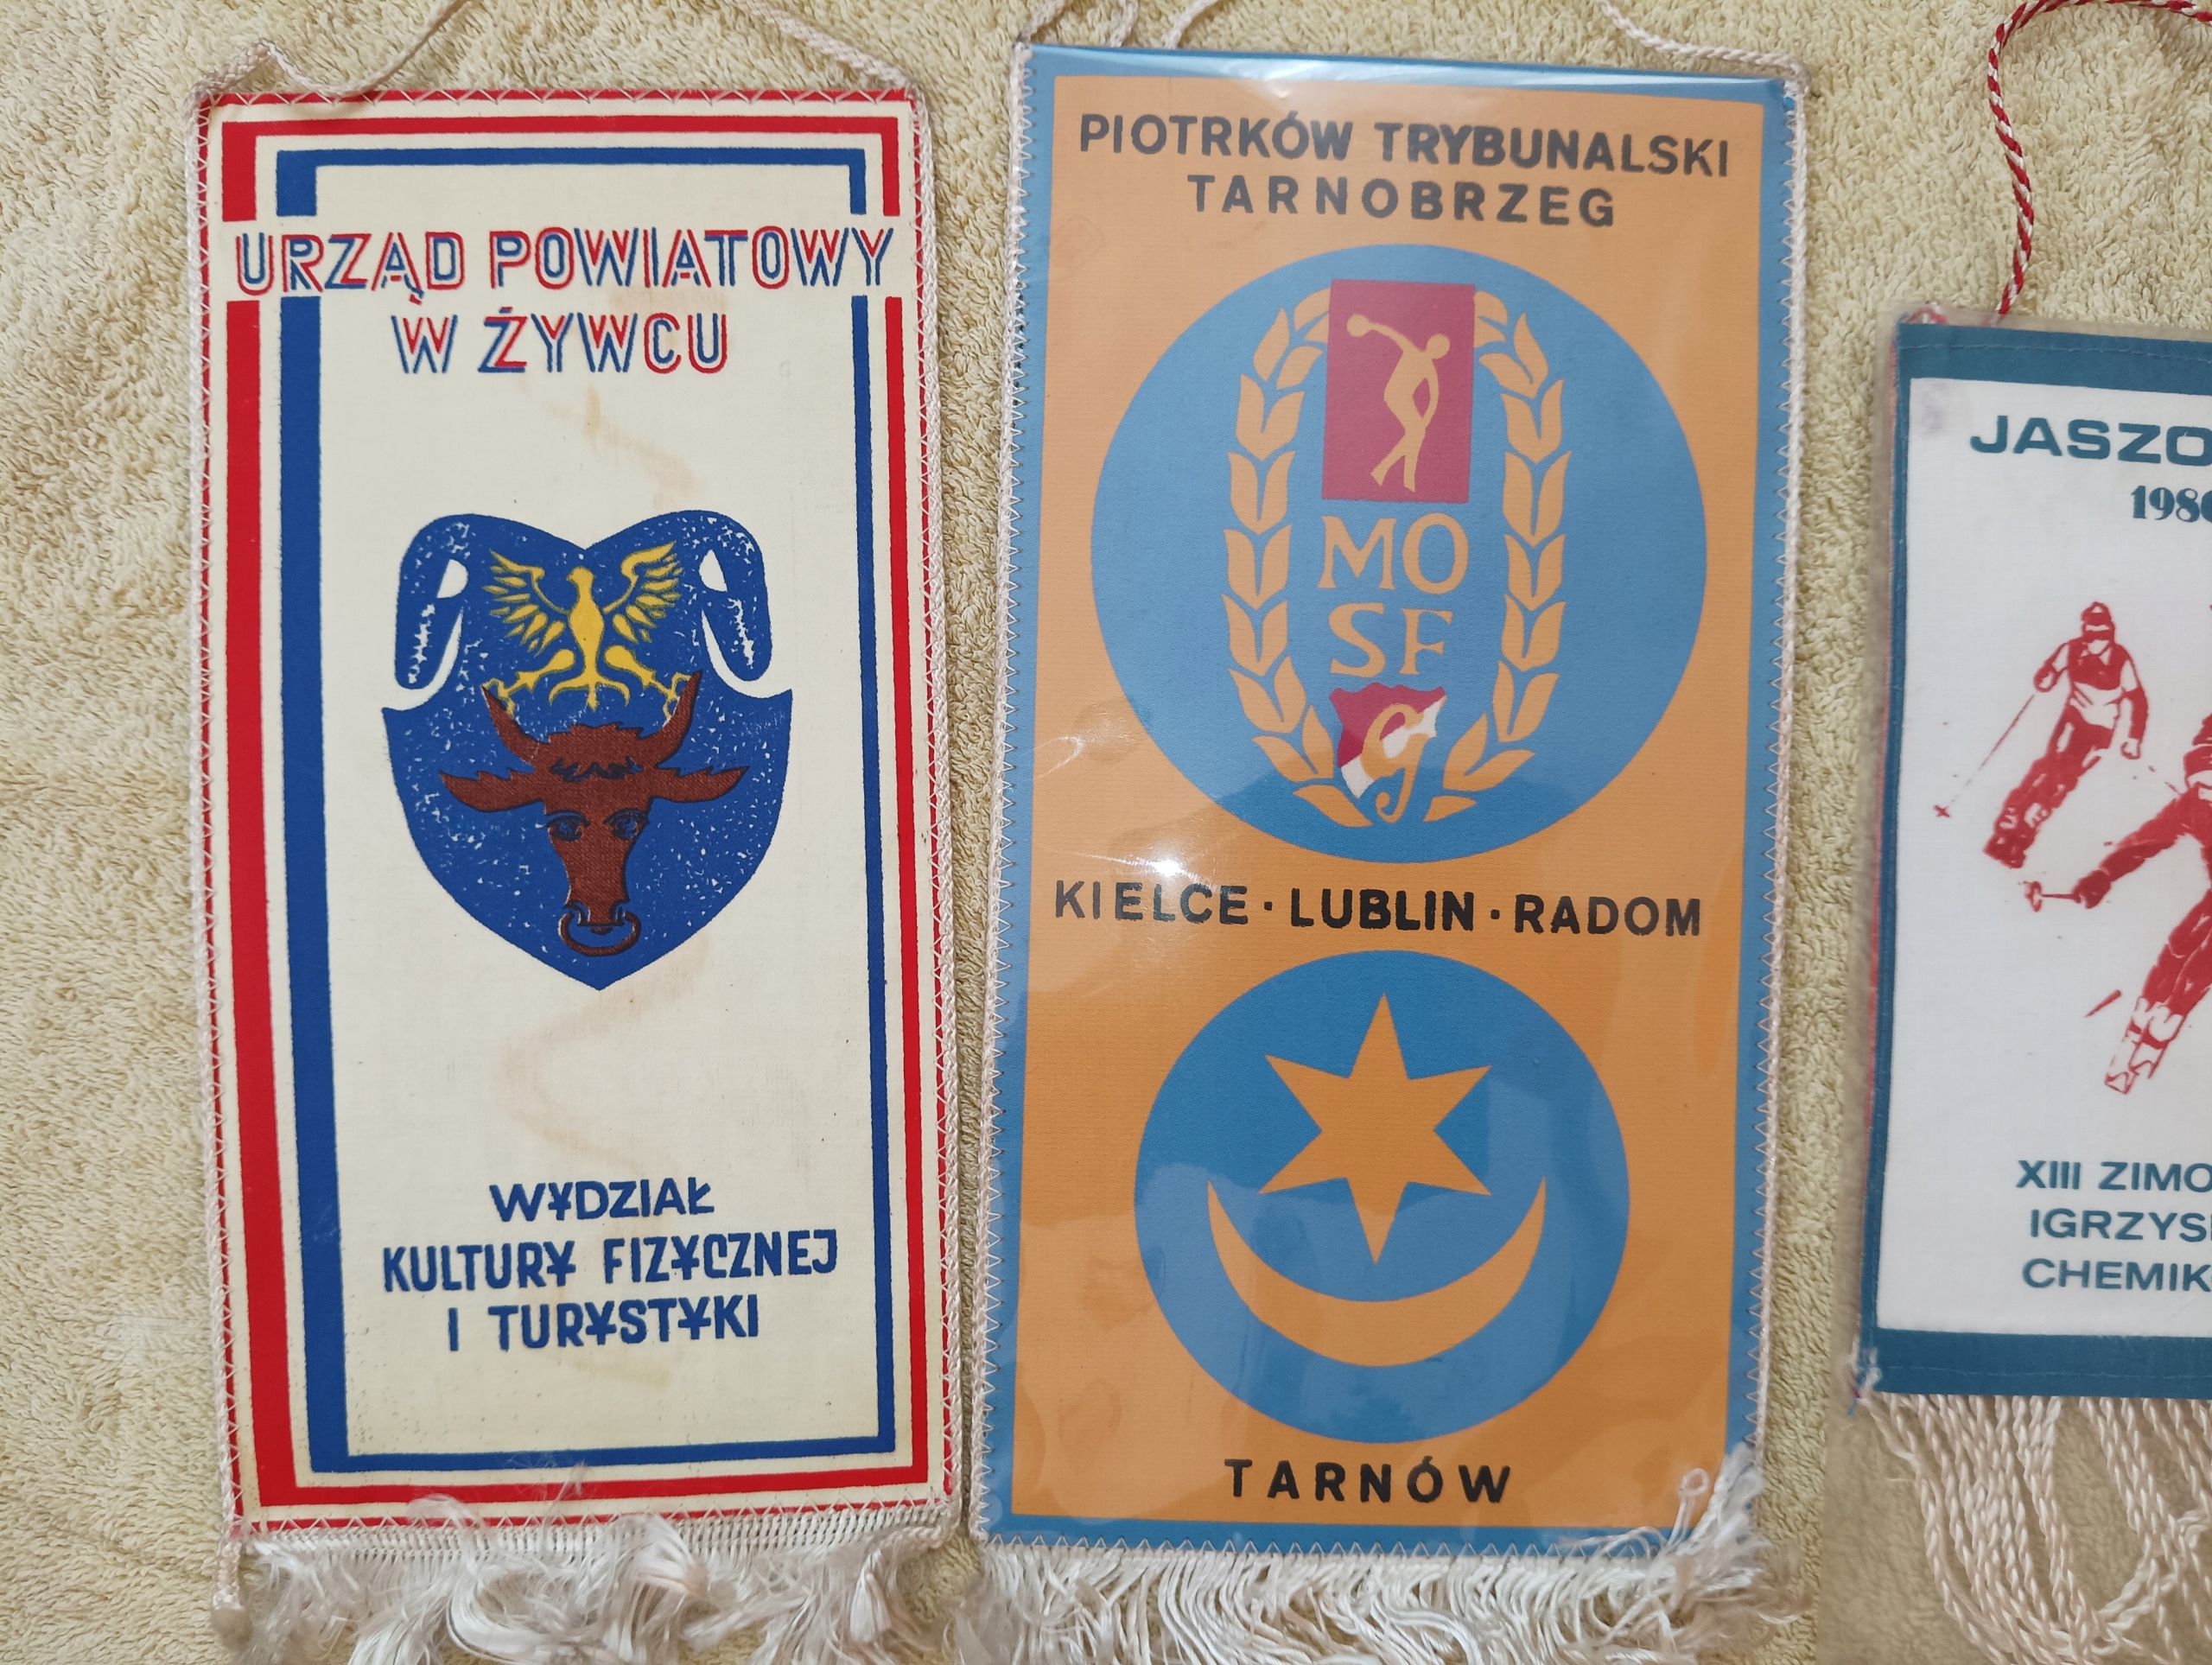 URZĄD POWIATOWY
W ŻYWCU
WYDZIAŁ
KULTURY FIZYCZNEJ
I TURYSTYKI
PIOTRKÓW TRYBUNALSKI
TARNOBRZEG
MO
SF
g
KIELCE · LUBLIN · RADOM
TARNÓW
JASZO
198
XIII ZIMO
IGRZYS
CHEMIK